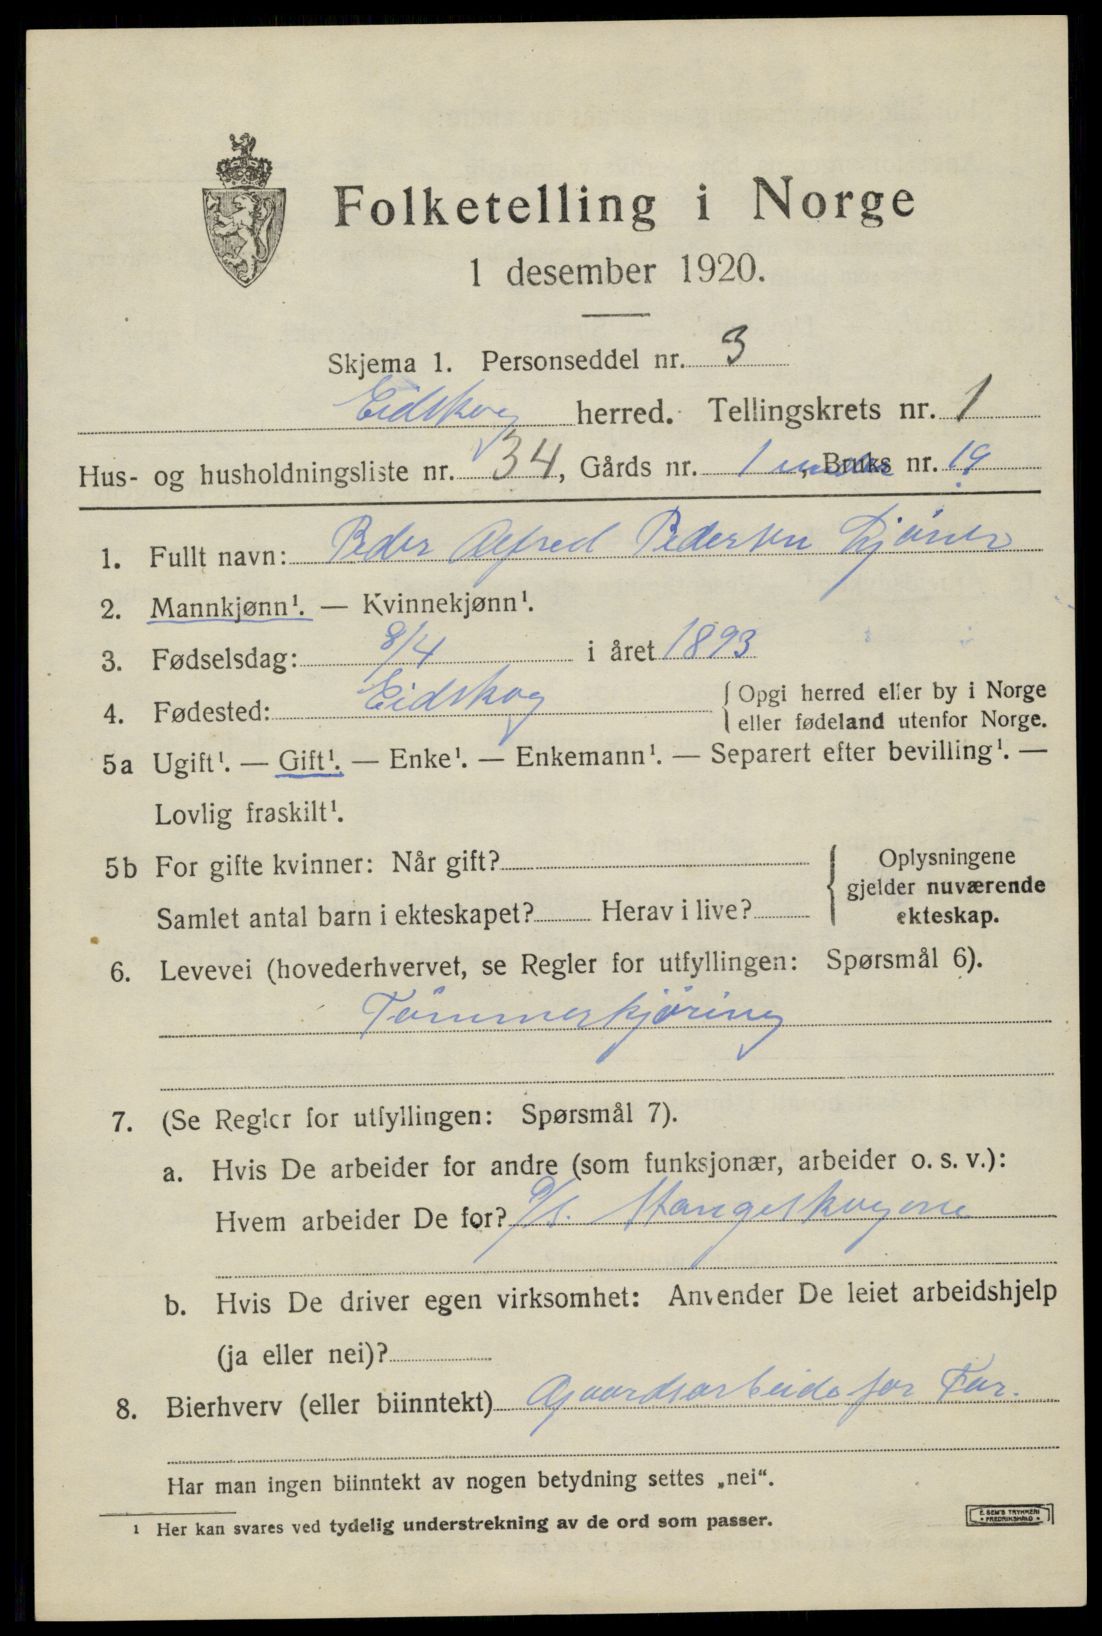 Folketelling i Norge
1 desember 1920.
Skjema 1. Personseddel nr. 3
Eidskog herred. Tellingskrets nr. 1
Hus- og husholdningsliste nr. 34, Gårds nr. 1, Bruks nr. 19
1. Fullt navn: Peder Alfred Pedersen
2. Mannkjønn¹. — Kvinnekjønn¹.
3. Fødselsdag: 8/4 i året 1893
4. Fødested: Eidskog { Opgi herred eller by i Norge
eller fødeland utenfor Norge.
5a Ugift¹. — Gift¹. — Enke¹. — Enkemann¹. — Separert efter bevilling¹. —
Lovlig fraskilt¹.
5b For gifte kvinner: Når gift?
Samlet antal barn i ekteskapet? Herav i live?
{ Oplysningene
gjelder nuværende
ekteskap.
6. Levevei (hovederhvervet, se Regler for utfyllingen: Spørsmål 6).
Tömmerkjöring
7. (Se Regler for utfyllingen: Spørsmål 7).
a. Hvis De arbeider for andre (som funksjonær, arbeider o. s. v.):
Hvem arbeider De for? A/S. Stangeskogene
b. Hvis De driver egen virksomhet: Anvender De leiet arbeidshjelp
(ja eller nei)?
8. Bierhverv (eller biinntekt) Gaardsarbeide for Far.
Har man ingen biinntekt av nogen betydning settes „nei“.
¹ Her kan svares ved tydelig understrekning av de ord som passer.
E. SEM'S TRYKKERI
• FREDRIKSHALD •